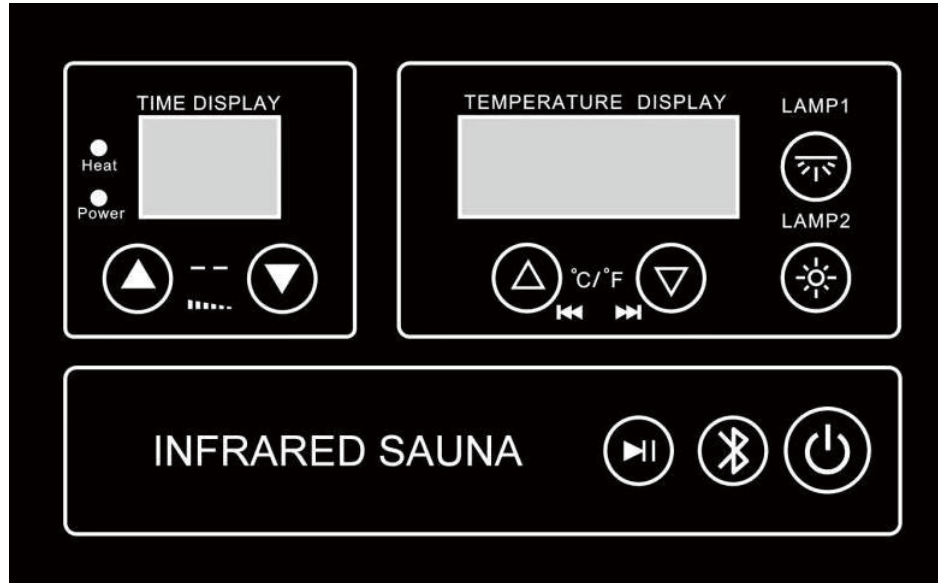 TIME DISPLAY
Heat
Power
TEMPERATURE DISPLAY
°C/°F
LAMP1
LAMP2
INFRARED SAUNA